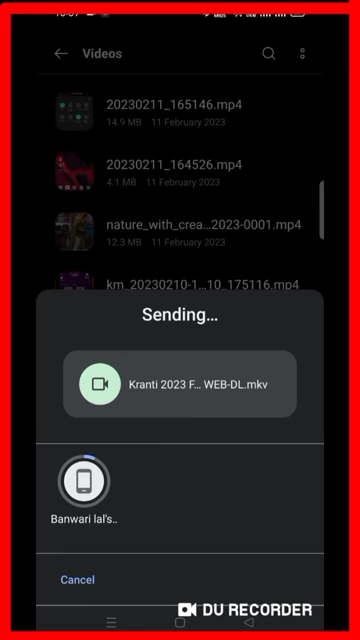 Videos
20230211_165146.mp4
14.9 MB 11 February 2023
20230211_164526.mp4
4.1 MB 11 February 2023
nature_with_crea...2023-0001.mp4
12.3 MB 11 February 2023
km_20230210-1...10_175116.mp4
Sending...
Kranti 2023 F... WEB-DL.mkv
Banwari lal's..
Cancel
DU RECORDER